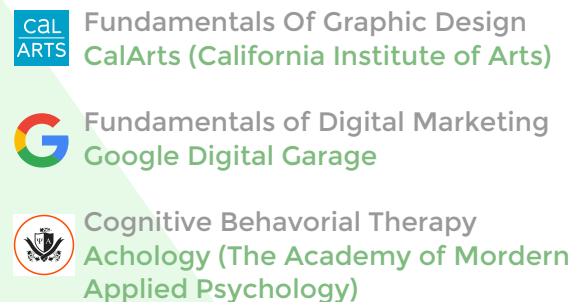 CAL
ARTS
Fundamentals Of Graphic Design
CalArts (California Institute of Arts)
Fundamentals of Digital Marketing
Google Digital Garage
Cognitive Behavorial Therapy
Achology (The Academy of Mordern
Applied Psychology)